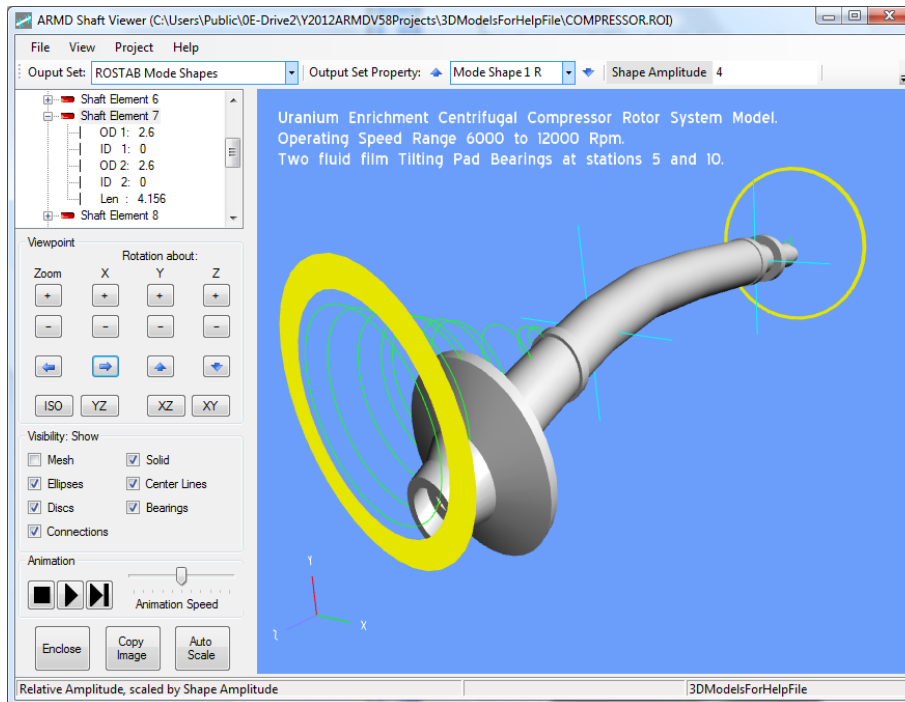 ARMD Shaft Viewer (C:\Users\Public\0E-Drive2\Y2012ARMDV58Projects\3DModelsForHelpFile\COMPRESSOR.ROI)
File View Project Help
Ouput Set: ROSTAB Mode Shapes Output Set Property: Mode Shape 1 R Shape Amplitude 4
Shaft Element 6
Shaft Element 7
OD 1: 2.6
ID 1: 0
OD 2: 2.6
ID 2: 0
Len : 4.156
Shaft Element 8
Uranium Enrichment Centrifugal Compressor Rotor System Model.
Operating Speed Range 6000 to 12000 Rpm.
Two fluid film Tilting Pad Bearings at stations 5 and 10.
Viewpoint
Rotation about:
Zoom X Y Z
+ + + +
- - - -
ISO YZ XZ XY
Visibility: Show
Mesh Solid
Ellipses Center Lines
Discs Bearings
Connections
Animation
Animation Speed
Enclose Copy Image Auto Scale
Y
Z X
Relative Amplitude, scaled by Shape Amplitude 3DModelsForHelpFile